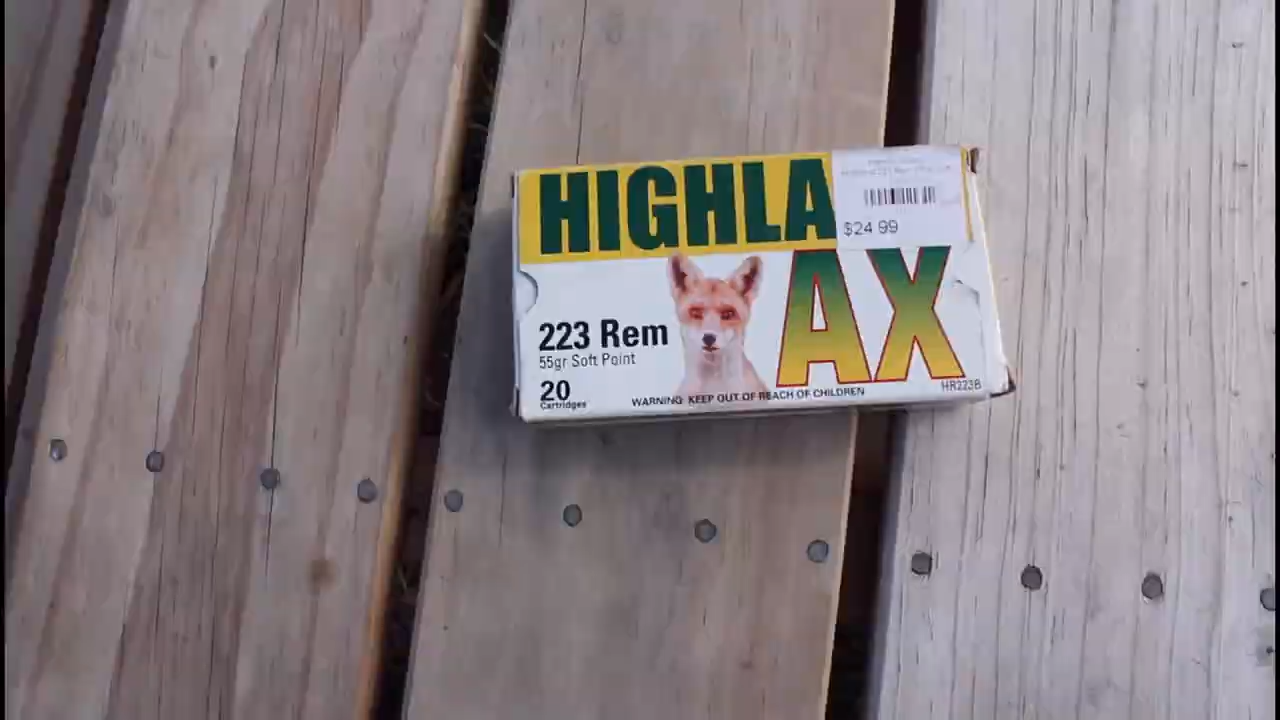 HIGHLA
$24.99
AX
223 Rem
55gr Soft Point
20
Cartridges
WARNING: KEEP OUT OF REACH OF CHILDREN
HR223B